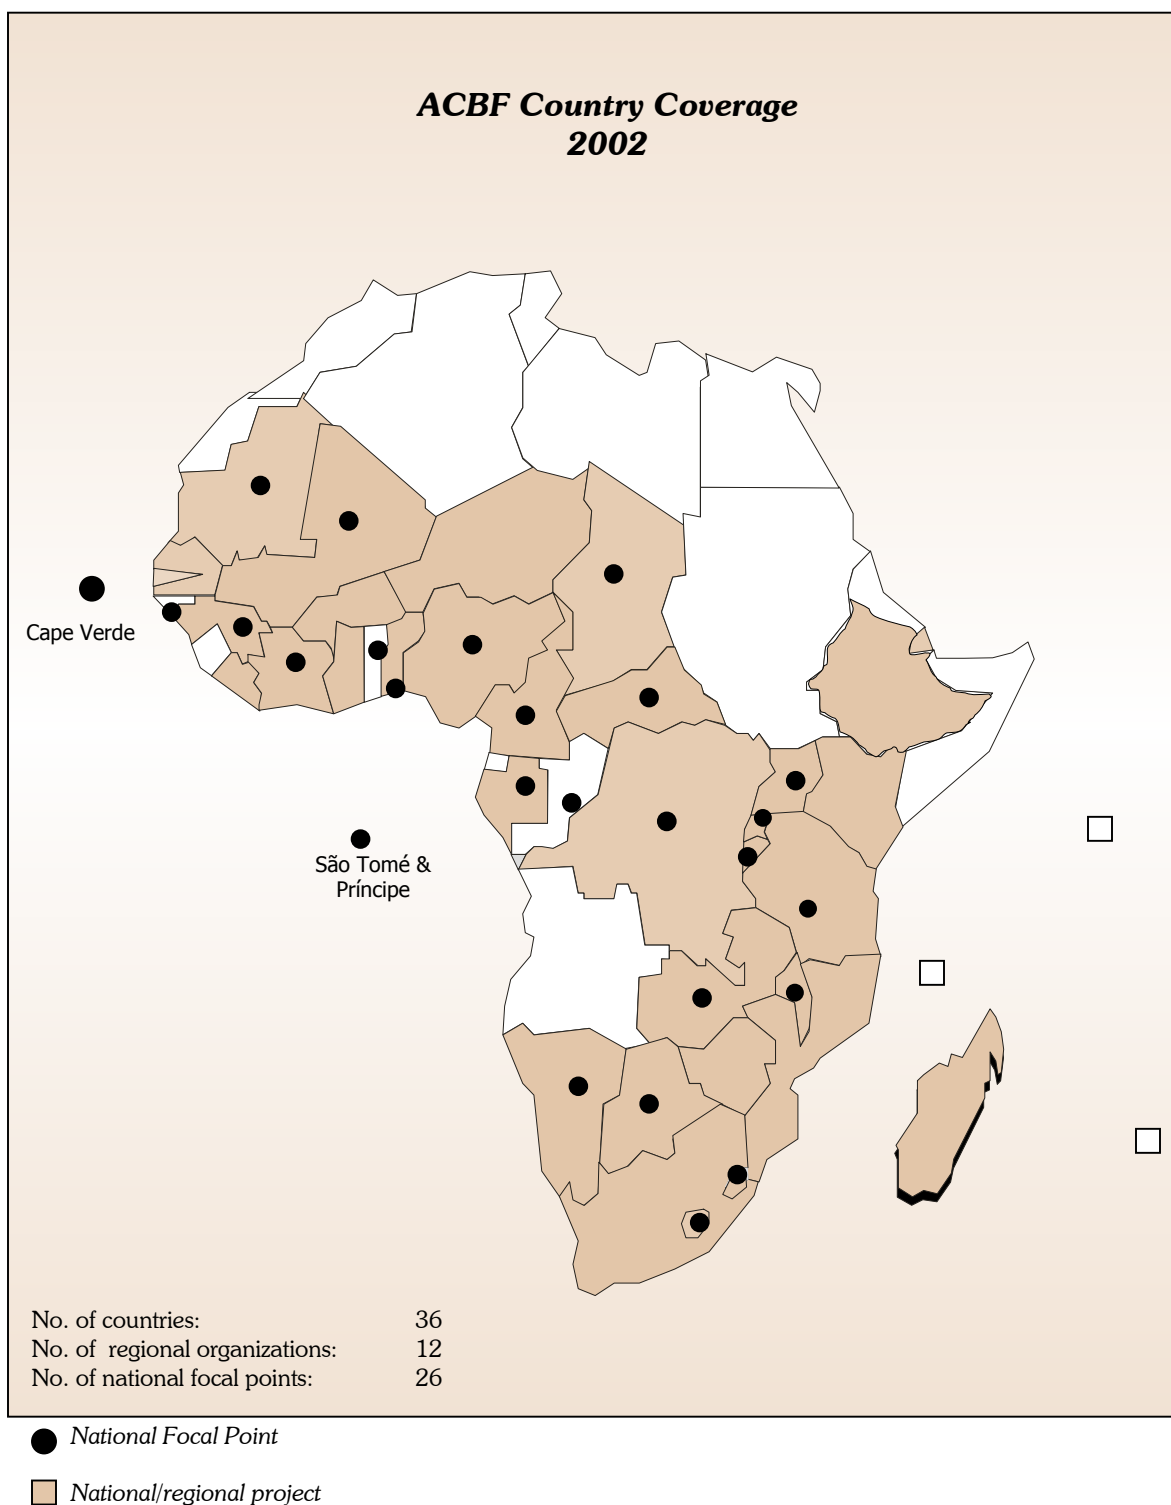 ACBF Country Coverage
2002
Cape Verde
São Tomé &
Príncipe
No. of countries: 36
No. of regional organizations: 12
No. of national focal points: 26
National Focal Point
National/regional project